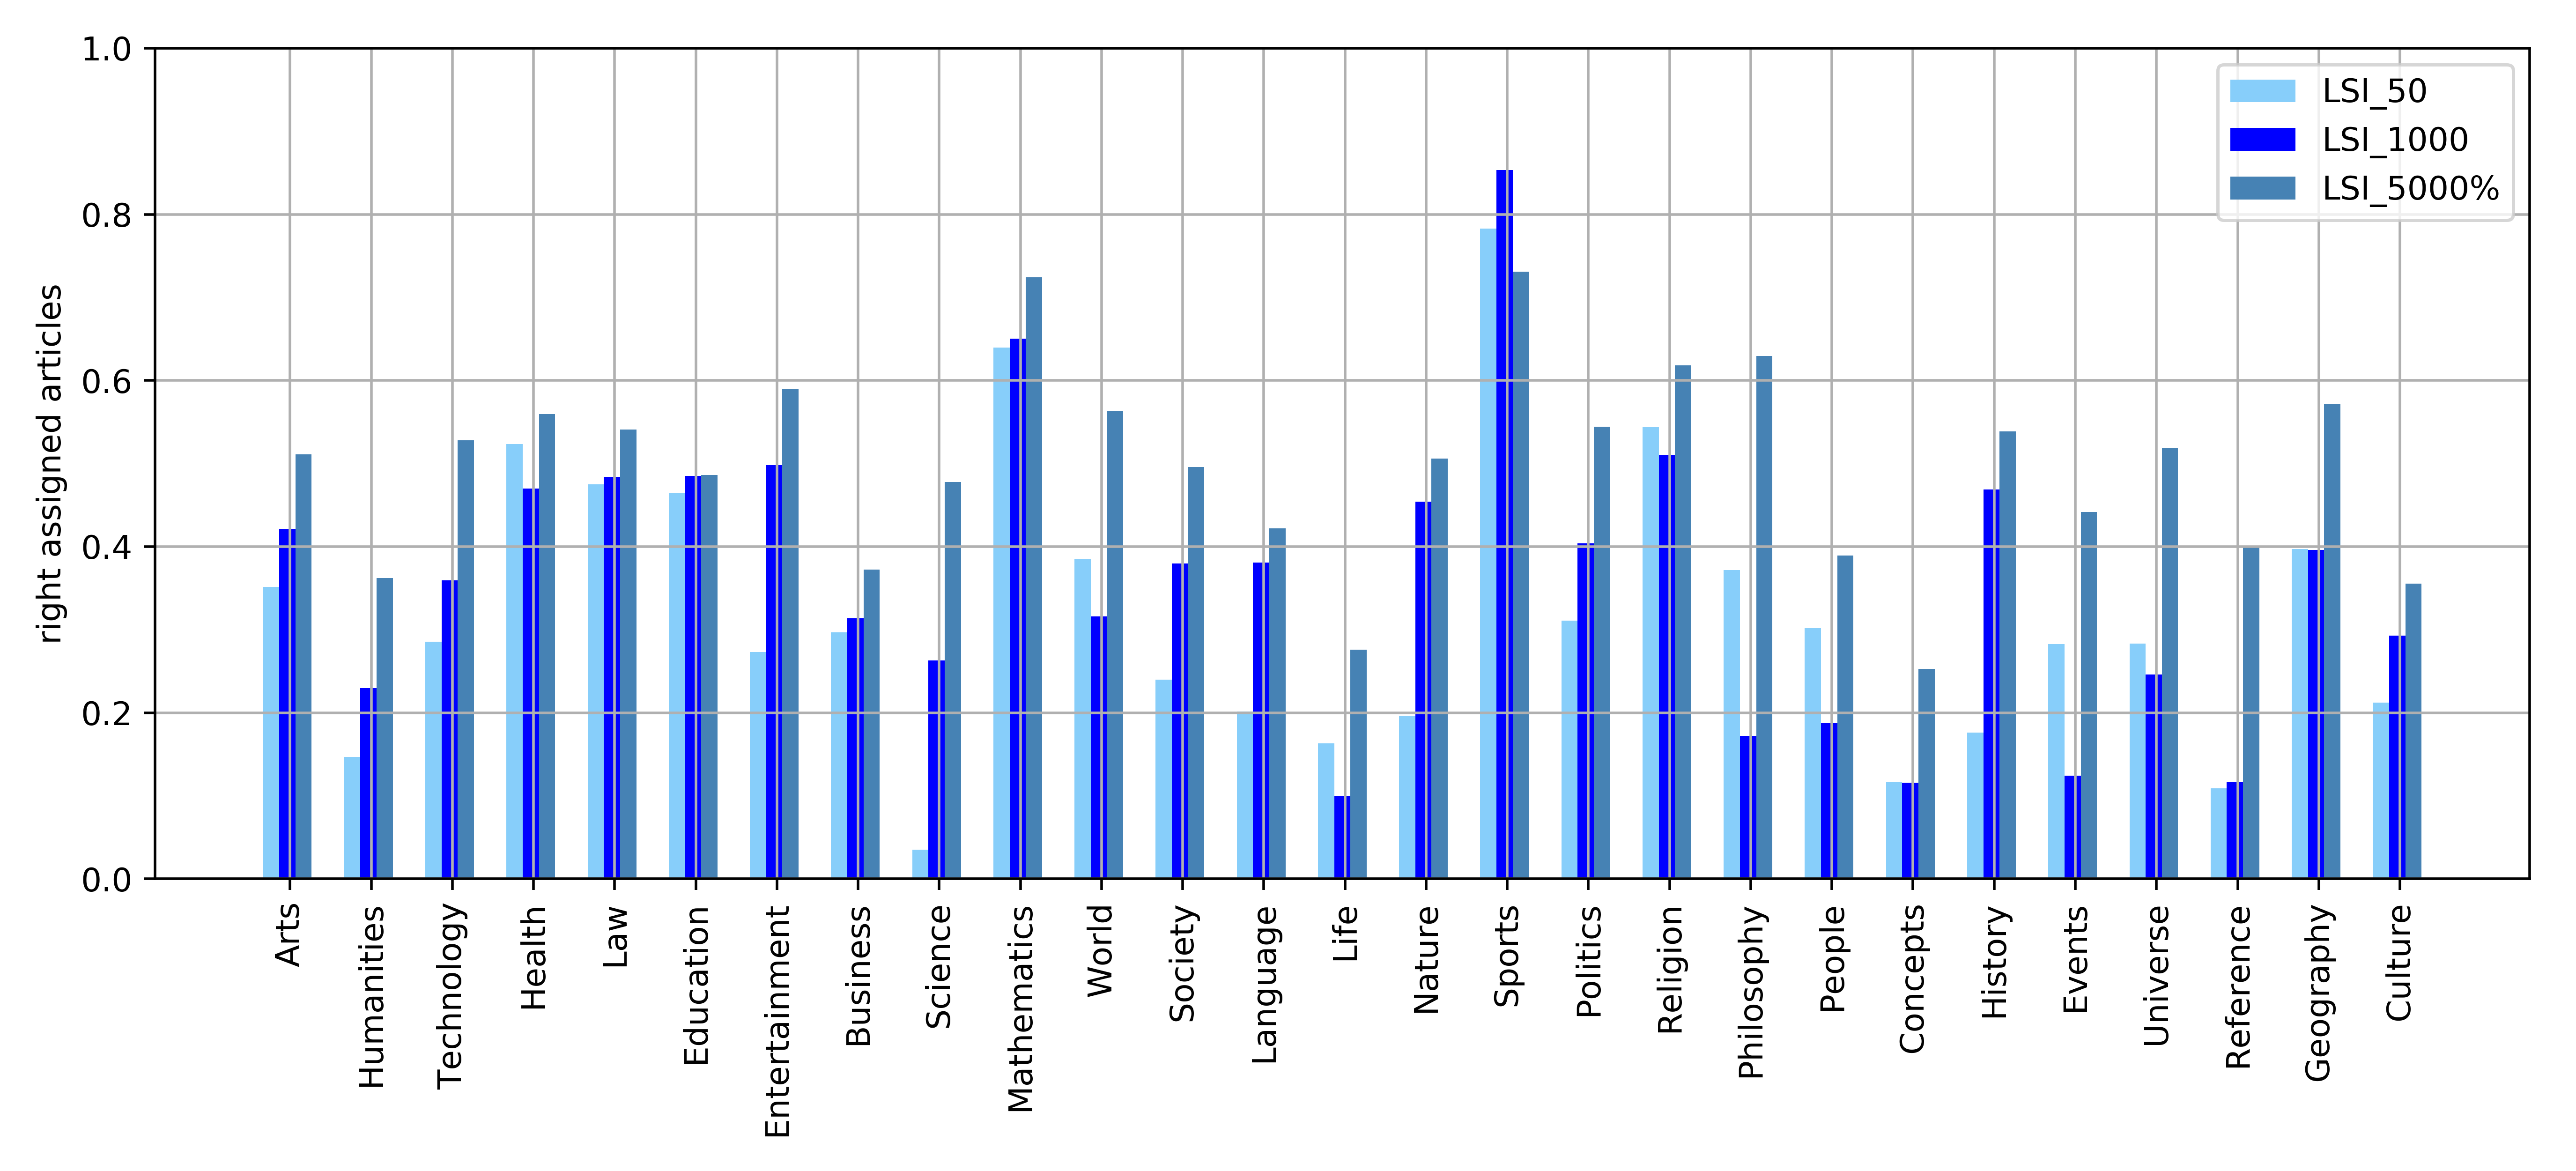 1.0
0.8
0.6
0.4
0.2
0.0
right assigned articles
LSI_50
LSI_1000
LSI_5000%
Arts
Humanities
Technology
Health
Law
Education
Entertainment
Business
Science
Mathematics
World
Society
Language
Life
Nature
Sports
Politics
Religion
Philosophy
People
Concepts
History
Events
Universe
Reference
Geography
Culture